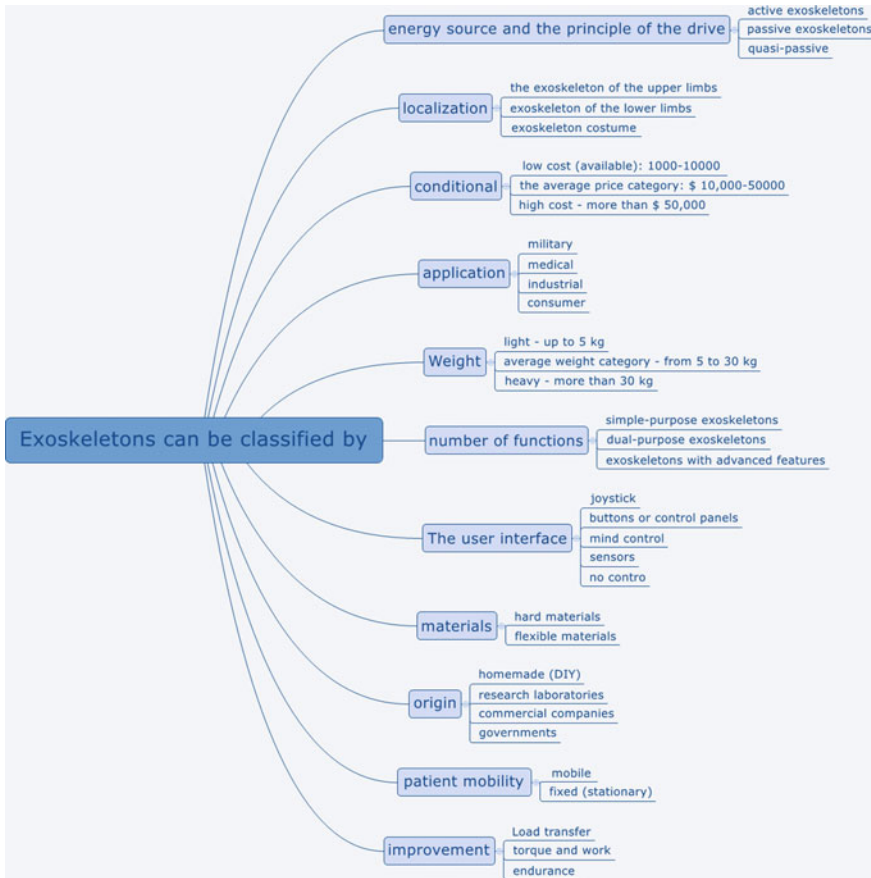 energy source and the principle of the drive
active exoskeletons
passive exoskeletons
quasi-passive
localization
the exoskeleton of the upper limbs
exoskeleton of the lower limbs
exoskeleton costume
conditional
low cost (available): 1000-10000
the average price category: $ 10,000-50000
high cost - more than $ 50,000
application
military
medical
industrial
consumer
Weight
light - up to 5 kg
average weight category - from 5 to 30 kg
heavy - more than 30 kg
Exoskeletons can be classified by
number of functions
simple-purpose exoskeletons
dual-purpose exoskeletons
exoskeletons with advanced features
The user interface
joystick
buttons or control panels
mind control
sensors
no contro
materials
hard materials
flexible materials
origin
homemade (DIY)
research laboratories
commercial companies
governments
patient mobility
mobile
fixed (stationary)
improvement
Load transfer
torque and work
endurance